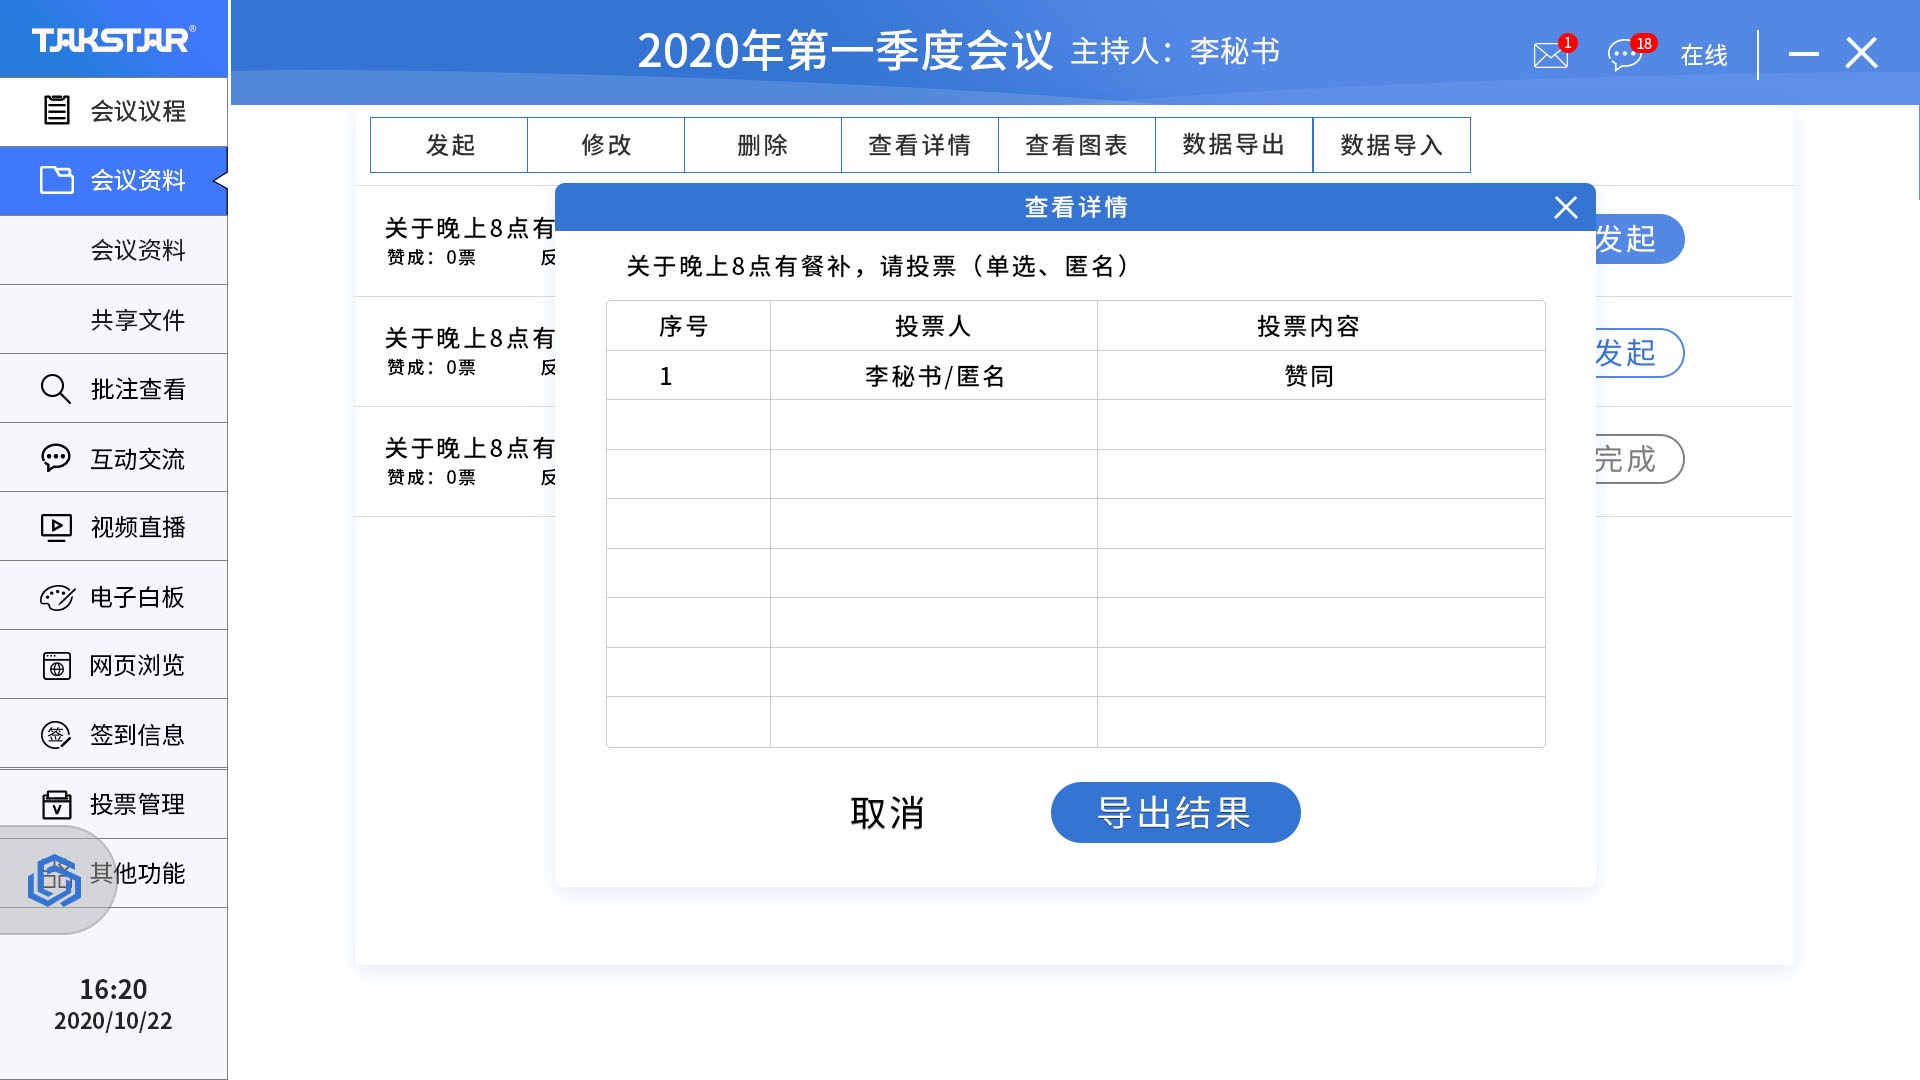 TAKSTAR®
2020年第一季度会议 主持人：李秘书
1
18
在线
会议议程
会议资料
会议资料
共享文件
批注查看
互动交流
视频直播
电子白板
网页浏览
签到信息
投票管理
其他功能
16:20
2020/10/22
发起 修改 删除 查看详情 查看图表 数据导出 数据导入
关于晚上8点有
赞成：0票 反
发起
关于晚上8点有
赞成：0票 反
发起
关于晚上8点有
赞成：0票 反
完成
查看详情
关于晚上8点有餐补，请投票（单选、匿名）
序号 投票人 投票内容
1 李秘书/匿名 赞同
取消 导出结果